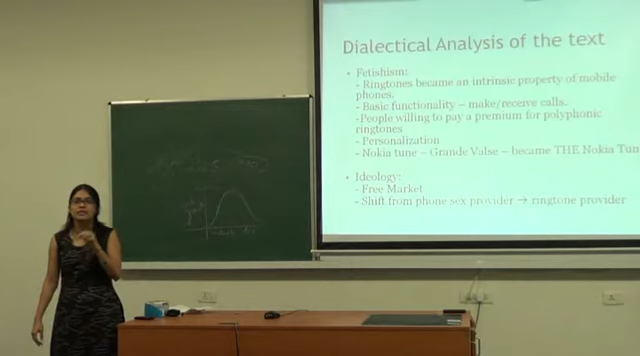 Dialectical Analysis of the text
• Fetishism:
- Ringtones became an intrinsic property of mobile
phones.
- Basic functionality – make/receive calls.
-People willing to pay a premium for polyphonic
ringtones
- Personalization
- Nokia tune – Grande Valse – became THE Nokia Tun
• Ideology:
- Free Market
- Shift from phone sex provider → ringtone provider